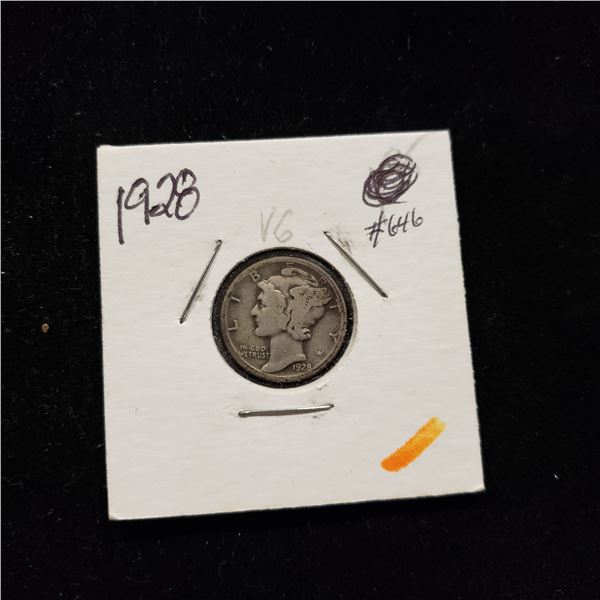 1928
VG
#646
LIBERTY
IN GOD
WE TRUST
1928